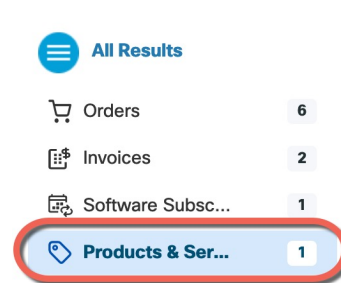 All Results
Orders 6
Invoices 2
Software Subsc... 1
Products & Ser... 1